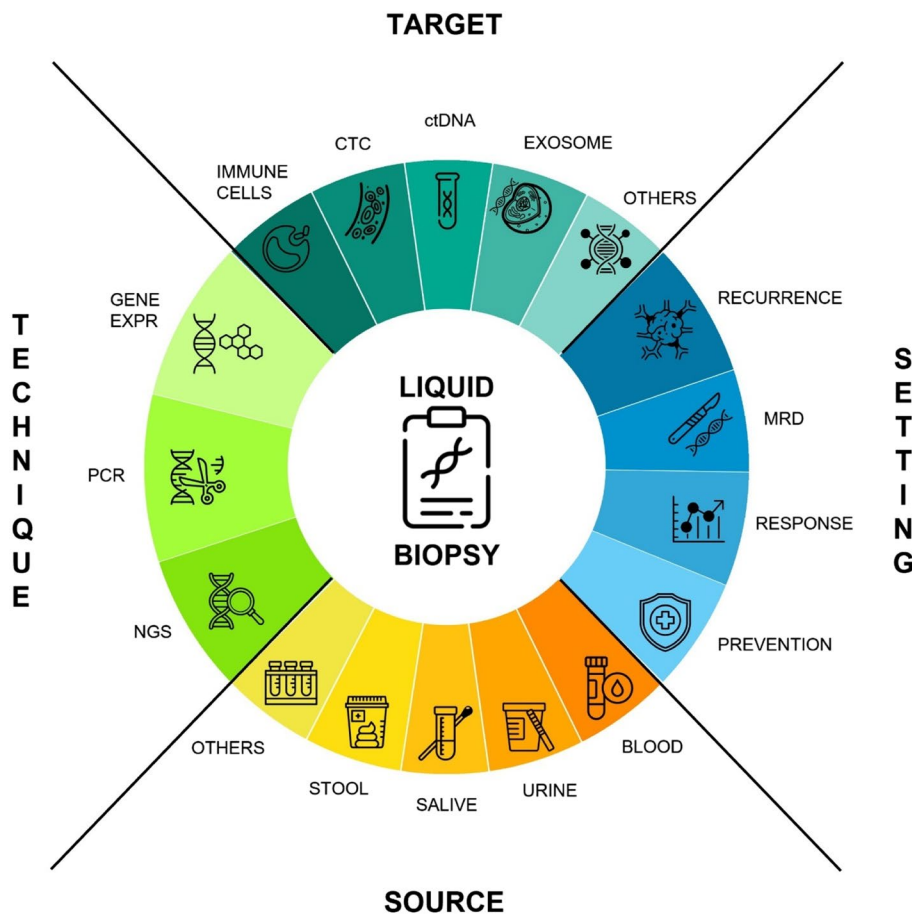 TARGET
ctDNA
CTC
EXOSOME
IMMUNE
CELLS
OTHERS
GENE
EXPR
RECURRENCE
TECHNIQUE
LIQUID
BIOPSY
SETTING
MRD
PCR
RESPONSE
NGS
PREVENTION
OTHERS
BLOOD
STOOL
URINE
SALIVE
SOURCE